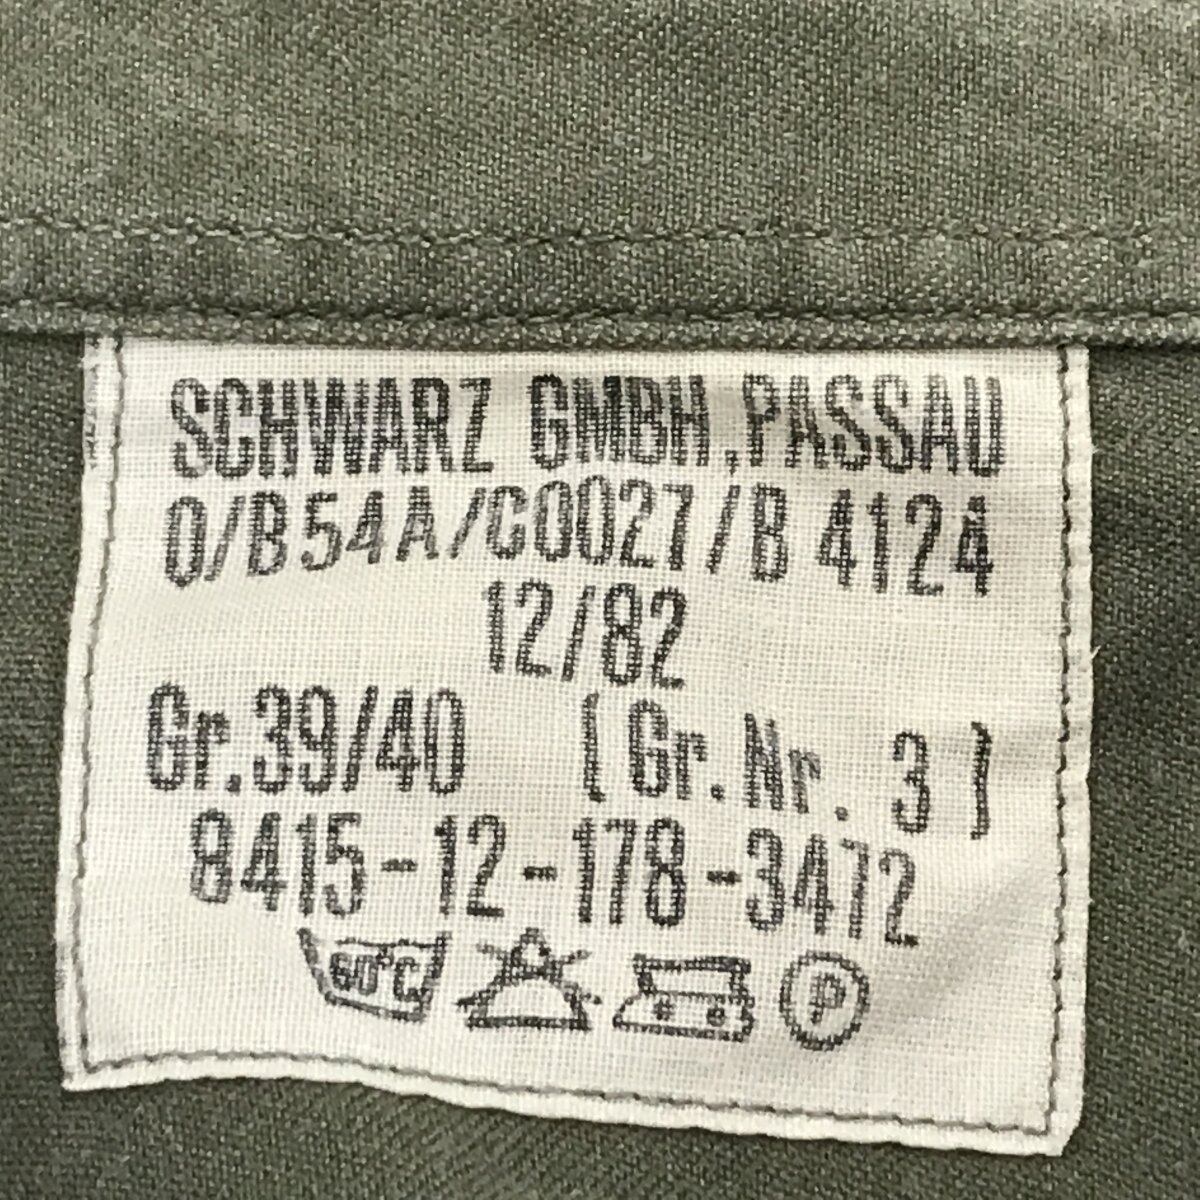 SCHWARZ GMBH,PASSAU
0/B54A/C0027/B 4124
12/82
Gr.39/40 (Gr.Nr. 3)
8415-12-178-3472
60°C P